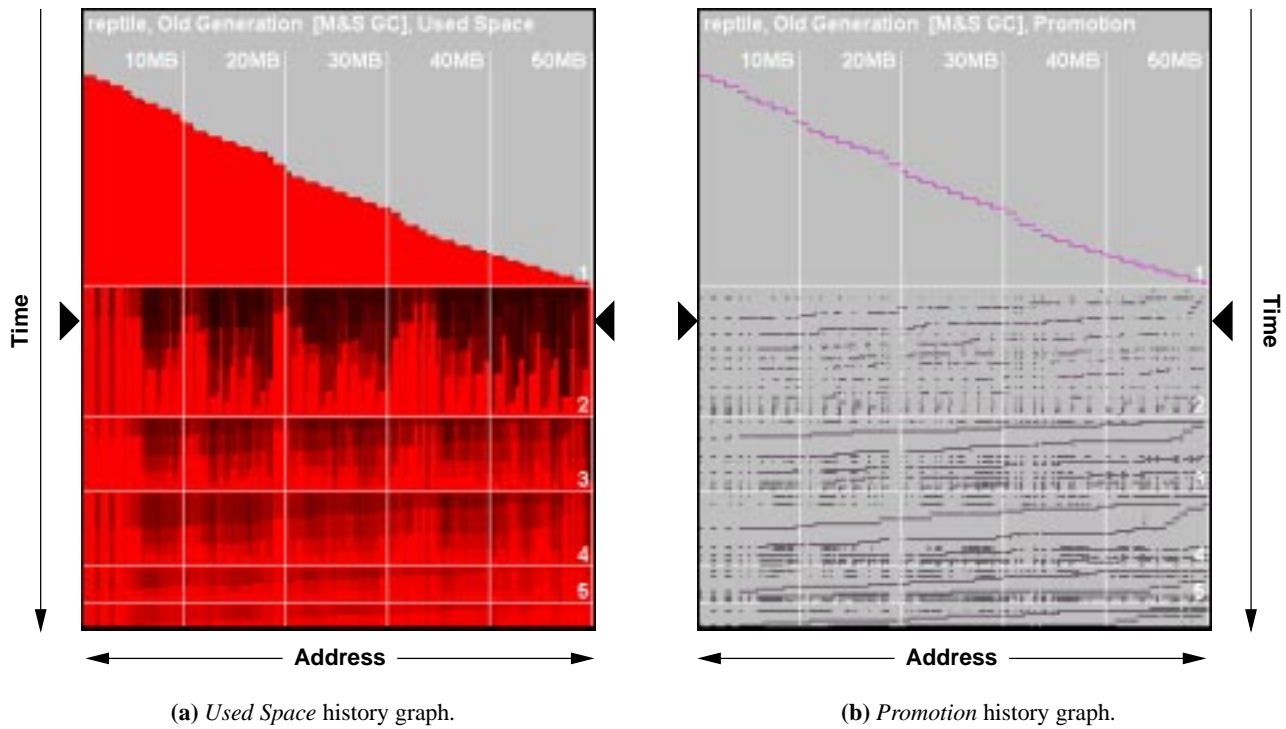 reptile, Old Generation [M&S GC], Used Space
10MB 20MB 30MB 40MB 50MB
1
2
3
4
5
Time
Address
(a) Used Space history graph.
reptile, Old Generation [M&S GC], Promotion
10MB 20MB 30MB 40MB 50MB
1
2
3
4
5
Time
Address
(b) Promotion history graph.